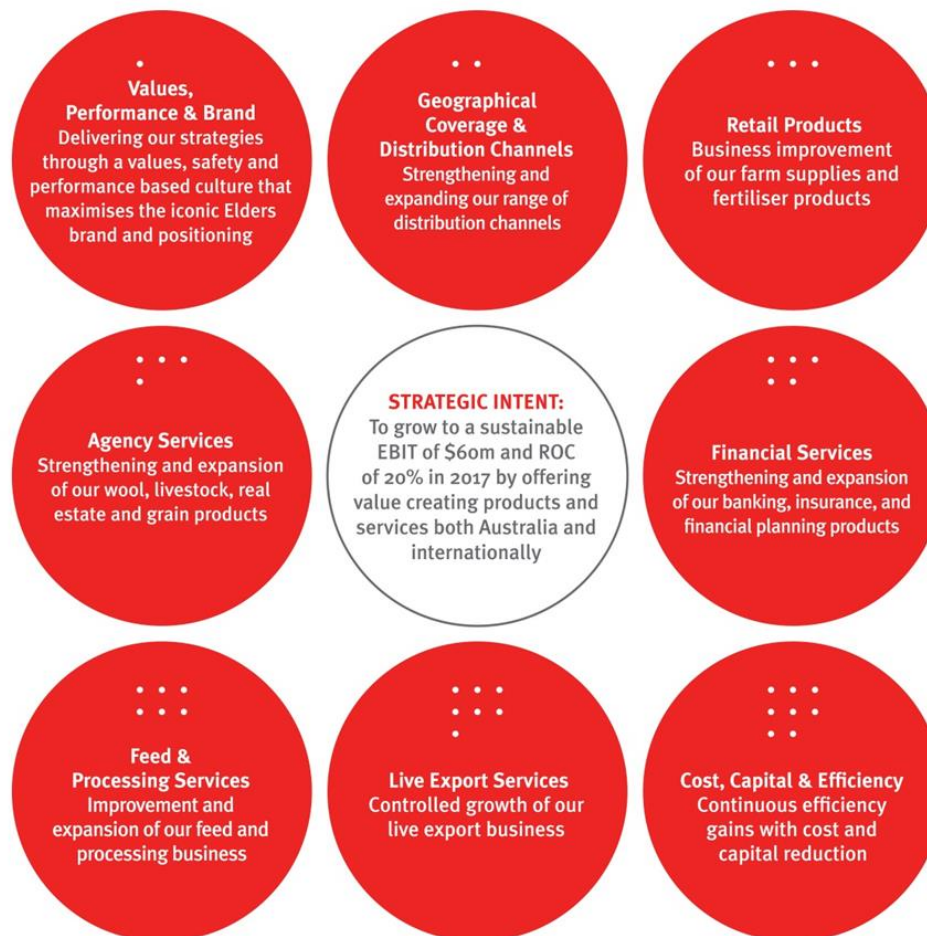 Values,
Performance & Brand
Delivering our strategies
through a values, safety and
performance based culture that
maximises the iconic Elders
brand and positioning
Geographical
Coverage &
Distribution Channels
Strengthening and
expanding our range of
distribution channels
Retail Products
Business improvement
of our farm supplies and
fertiliser products
Agency Services
Strengthening and expansion
of our wool, livestock, real
estate and grain products
STRATEGIC INTENT:
To grow to a sustainable
EBIT of $60m and ROC
of 20% in 2017 by offering
value creating products and
services both Australia and
internationally
Financial Services
Strengthening and expansion
of our banking, insurance, and
financial planning products
Feed &
Processing Services
Improvement and
expansion of our feed and
processing business
Live Export Services
Controlled growth of our
live export business
Cost, Capital & Efficiency
Continuous efficiency
gains with cost and
capital reduction